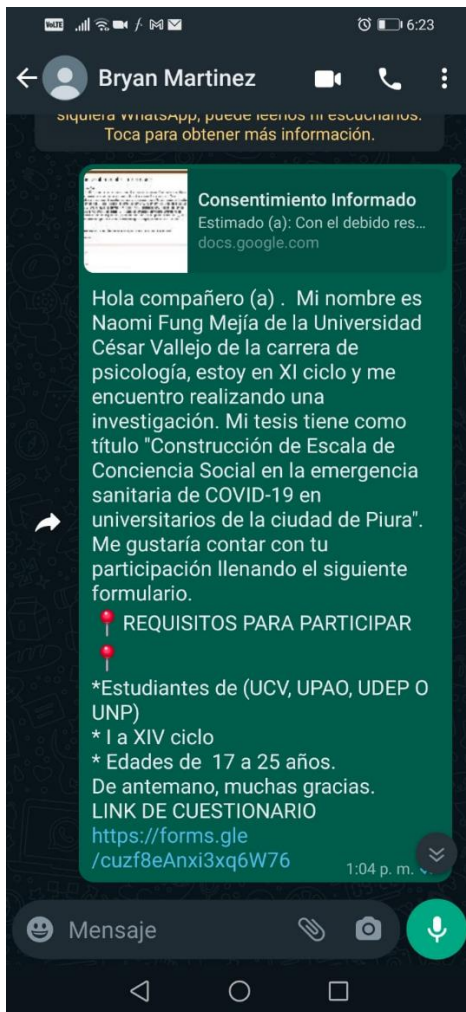 VoLTE 6:23
Bryan Martinez
siquiera WhatsApp, puede leerlos ni escucharlos.
Toca para obtener más información.
Consentimiento Informado
Estimado (a): Con el debido res...
docs.google.com
Hola compañero (a) . Mi nombre es
Naomi Fung Mejía de la Universidad
César Vallejo de la carrera de
psicología, estoy en XI ciclo y me
encuentro realizando una
investigación. Mi tesis tiene como
título "Construcción de Escala de
Conciencia Social en la emergencia
sanitaria de COVID-19 en
universitarios de la ciudad de Piura".
Me gustaría contar con tu
participación llenando el siguiente
formulario.
📍 REQUISITOS PARA PARTICIPAR
📍
*Estudiantes de (UCV, UPAO, UDEP O
UNP)
* I a XIV ciclo
* Edades de 17 a 25 años.
De antemano, muchas gracias.
LINK DE CUESTIONARIO
https://forms.gle
/cuzf8eAnxi3xq6W76
1:04 p. m.
Mensaje